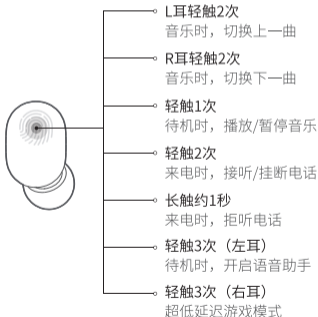 L耳轻触2次
音乐时，切换上一曲
R耳轻触2次
音乐时，切换下一曲
轻触1次
待机时，播放/暂停音乐
轻触2次
来电时，接听/挂断电话
长触约1秒
来电时，拒听电话
轻触3次（左耳）
待机时，开启语音助手
轻触3次（右耳）
超低延迟游戏模式